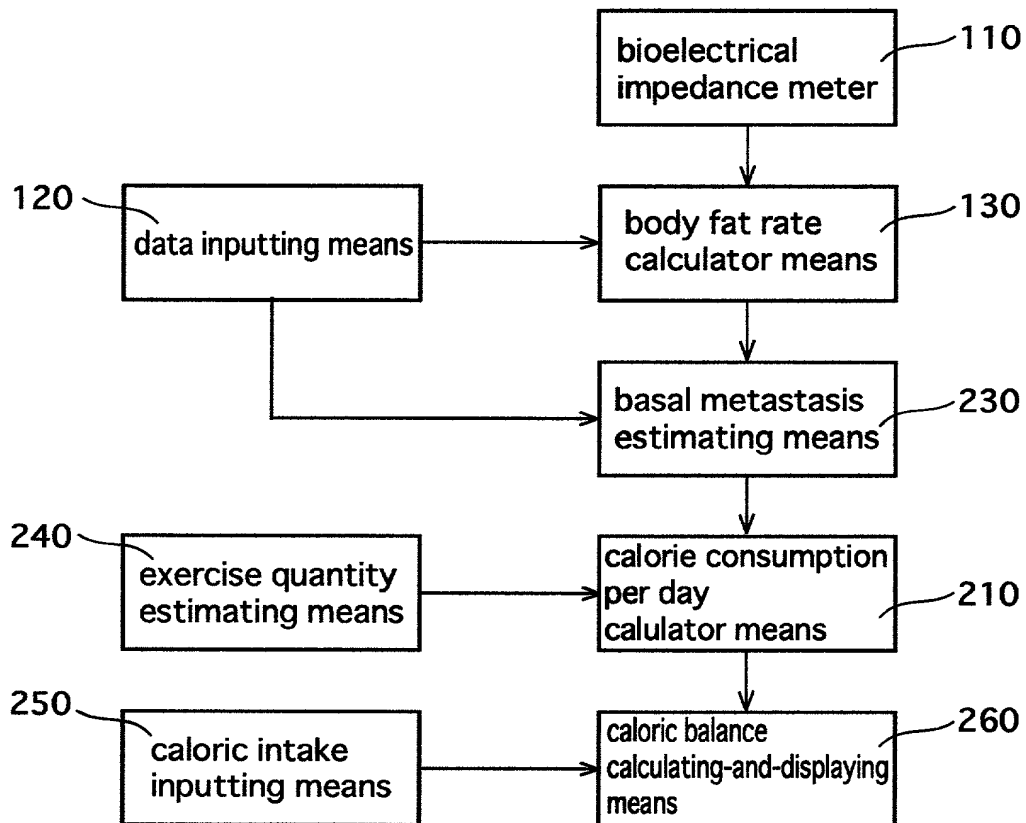 bioelectrical
impedance meter
110
120
data inputting means
body fat rate
calculator means
130
basal metastasis
estimating means
230
240
exercise quantity
estimating means
calorie consumption
per day
calulator means
210
250
caloric intake
inputting means
caloric balance
calculating-and-displaying
means
260